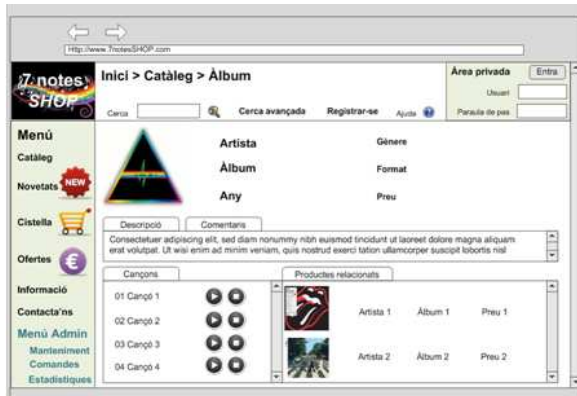 Http://www.7notesSHOP.com
7 notes
SHOP
Inici > Catàleg > Àlbum
Área privada
Entra
Usuari
Paraula de pas
Cerca
Cerca avançada
Registrar-se
Ajuda
Menú
Catàleg
Novetats
NEW
Cistella
Ofertes
€
Informació
Contacta'ns
Menú Admin
Manteniment
Comandes
Estadístiques
Artista
Gènere
Àlbum
Format
Any
Preu
Descripció
Comentaris
Consectetuer adipiscing elit, sed diam nonummy nibh euismod tincidunt ut laoreet dolore magna aliquam
erat volutpat. Ut wisi enim ad minim veniam, quis nostrud exerci tation ullamcorper suscipit lobortis nisl
Cançons
01 Cançó 1
02 Cançó 2
03 Cançó 3
04 Cançó 4
Productes relacionats
Artista 1
Àlbum 1
Preu 1
Artista 2
Àlbum 2
Preu 2